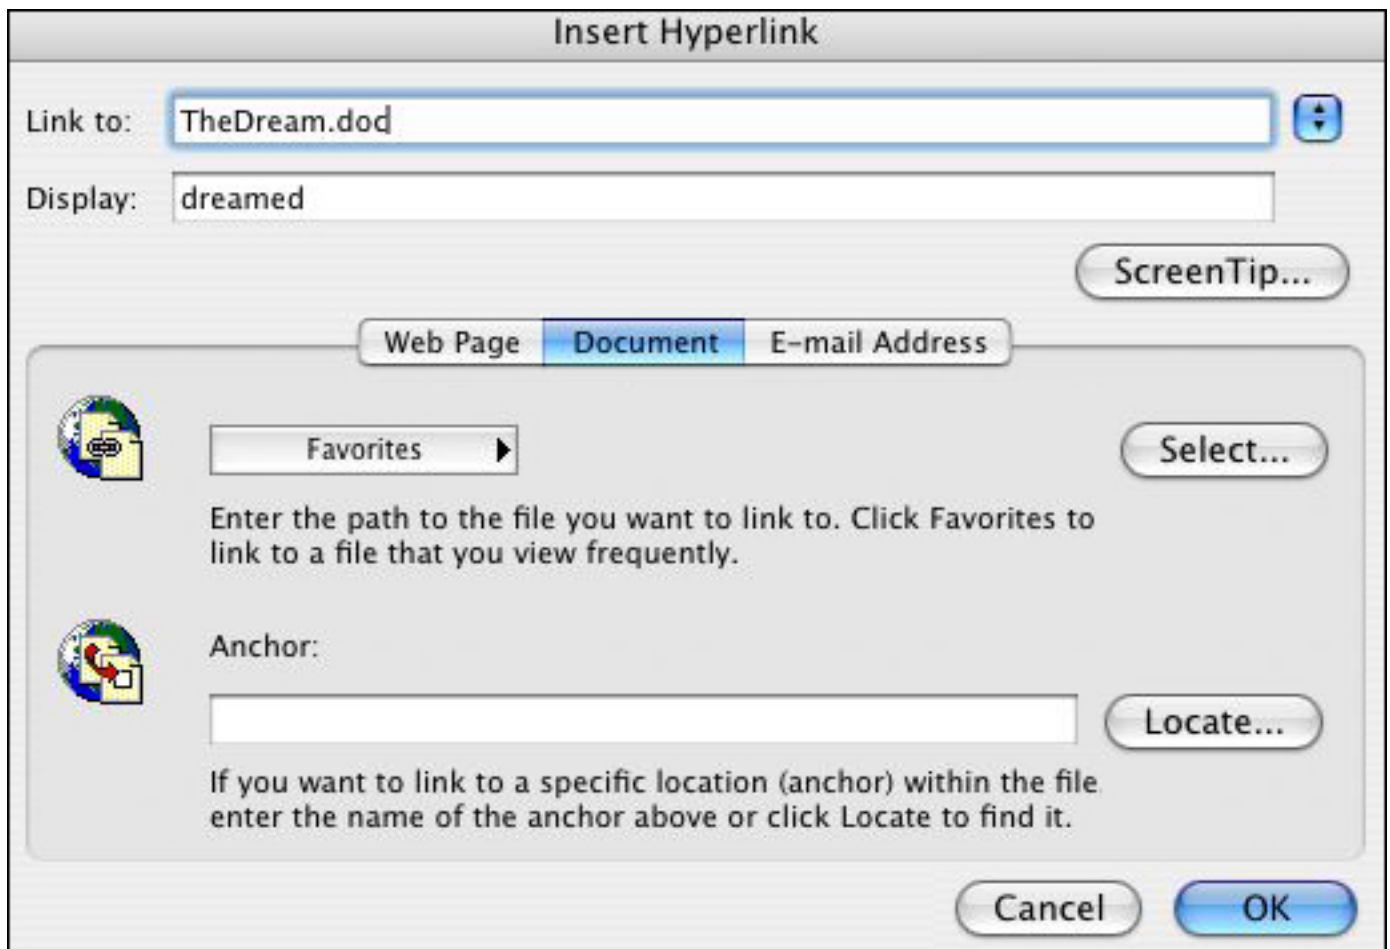 Insert Hyperlink
Link to: TheDream.doc
Display: dreamed
ScreenTip...
Web Page Document E-mail Address
Favorites Select...
Enter the path to the file you want to link to. Click Favorites to
link to a file that you view frequently.
Anchor:
Locate...
If you want to link to a specific location (anchor) within the file
enter the name of the anchor above or click Locate to find it.
Cancel OK